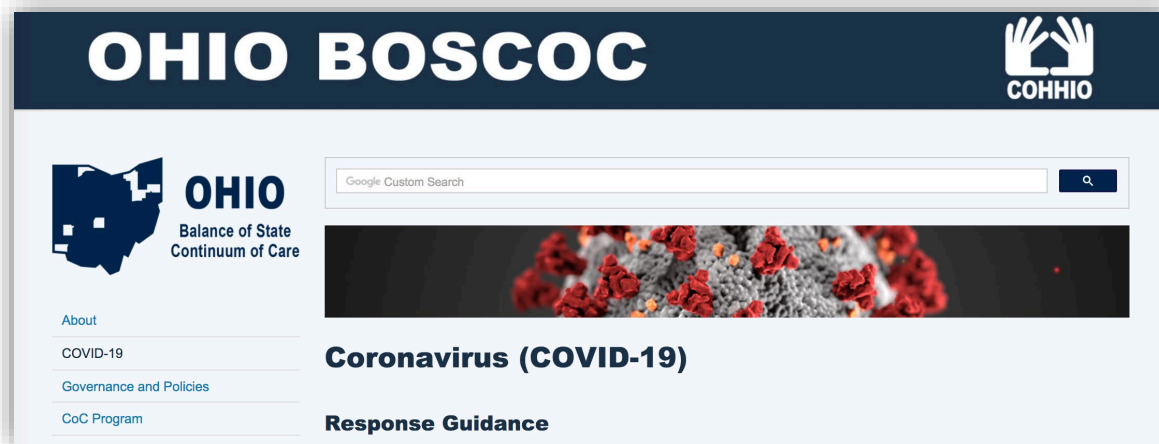 OHIO BOSCOC
COHHIO
OHIO
Balance of State
Continuum of Care
Google Custom Search
About
COVID-19
Governance and Policies
CoC Program
Coronavirus (COVID-19)
Response Guidance